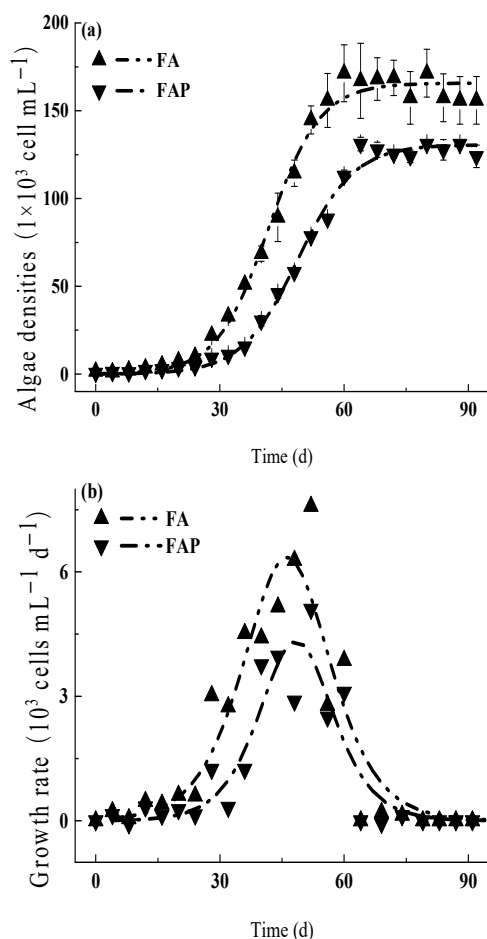 (a)
FA
FAP
200
150
100
50
0
Algae densities (1×10³ cell mL⁻¹)
0 30 60 90
Time (d)
(b)
FA
FAP
6
3
0
Growth rate (10³ cells mL⁻¹ d⁻¹)
0 30 60 90
Time (d)